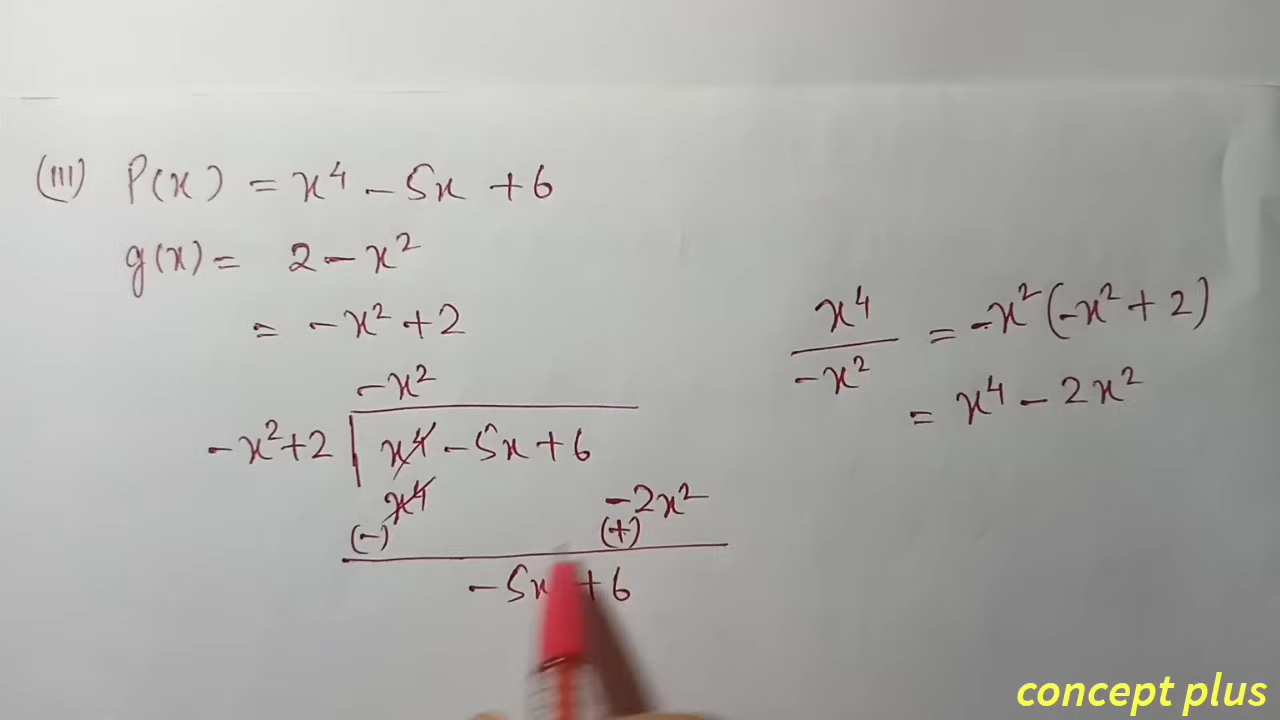 (III) P(x) = x⁴ - 5x + 6
g(x) = 2 - x²
= -x² + 2
x⁴ / -x² = -x²(-x² + 2)
= x⁴ - 2x²
-x²
-x²+2 | x⁴ - 5x + 6
x⁴ -2x²
(-) (+)
-5x + 6
concept plus